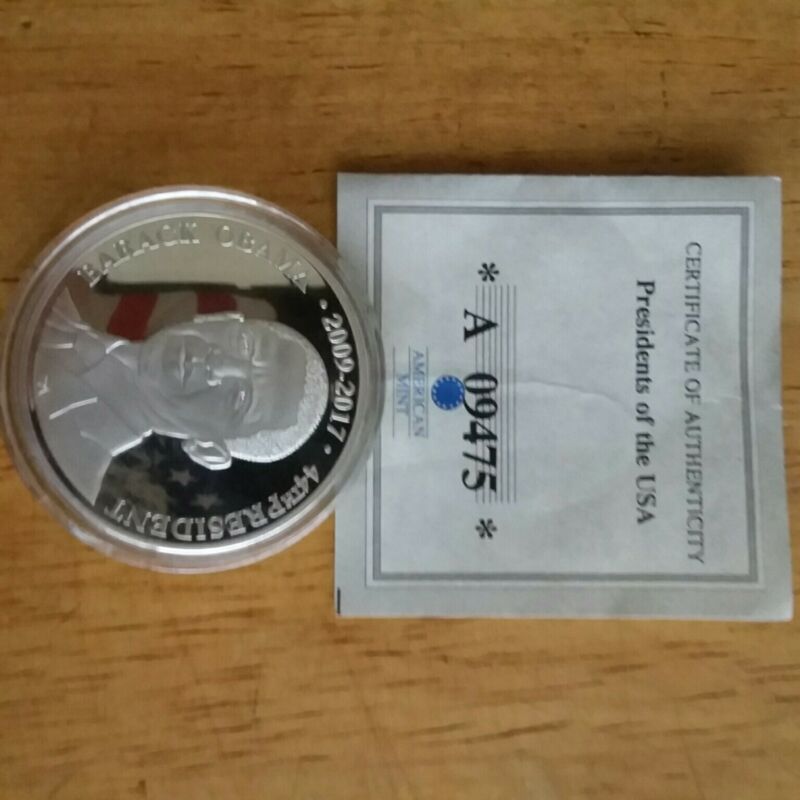 BARACK OBAMA • 2009-2017 • 44TH PRESIDENT
CERTIFICATE OF AUTHENTICITY
Presidents of the USA
* A 09475 *
AMERICAN
MINT